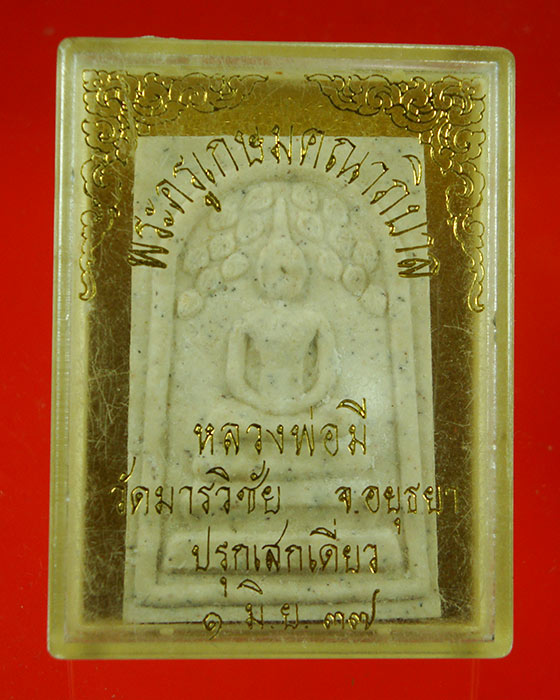 พระครูเกษมคณาภิบาล
หลวงพ่อมี
วัดมารวิชัย จ.อยุธยา
ปรุกเสกเดี่ยว
๑ มิ.ย. ๓๗